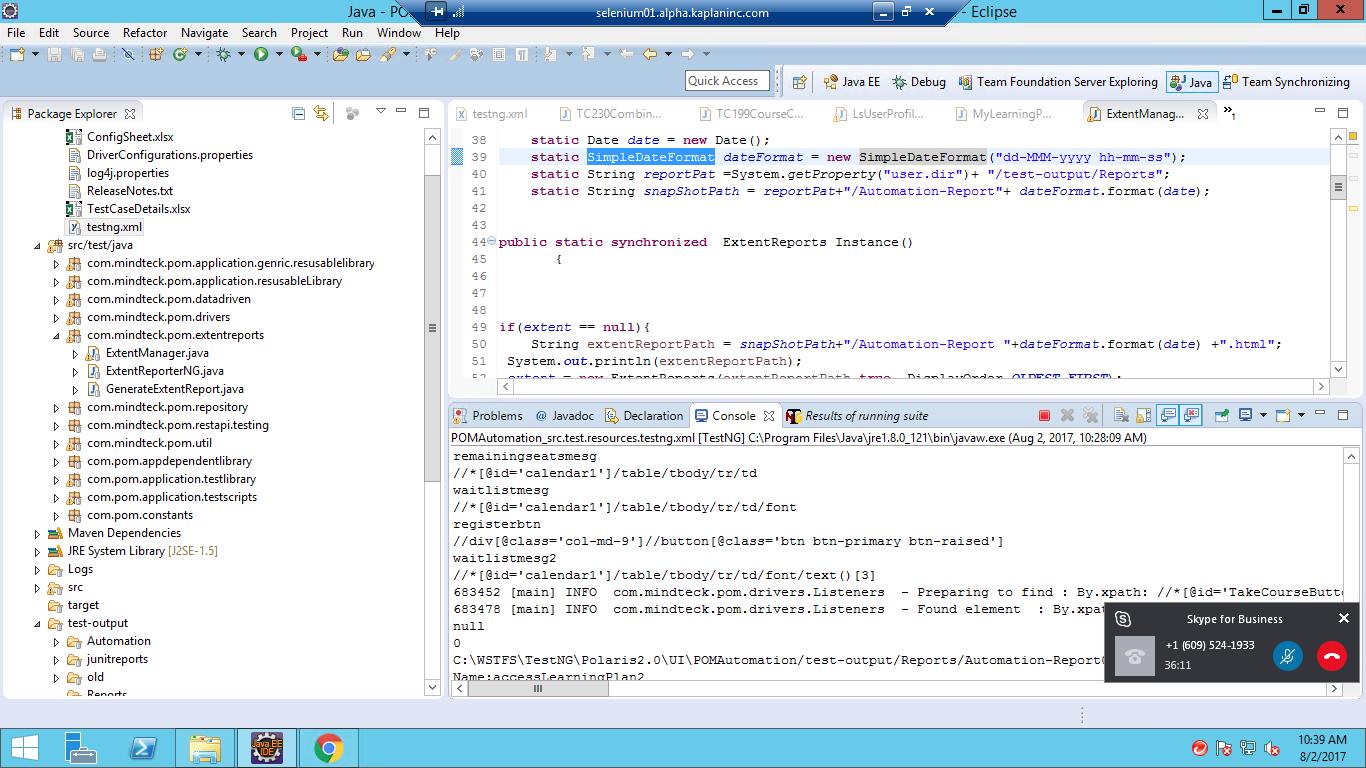 Java - PO
selenium01.alpha.kaplaninc.com
- Eclipse
File Edit Source Refactor Navigate Search Project Run Window Help
Quick Access
Java EE
Debug
Team Foundation Server Exploring
Java
Team Synchronizing
Package Explorer
ConfigSheet.xlsx
DriverConfigurations.properties
log4j.properties
ReleaseNotes.txt
TestCaseDetails.xlsx
testng.xml
src/test/java
com.mindteck.pom.application.genric.resusablelibrary
com.mindteck.pom.application.resusableLibrary
com.mindteck.pom.datadriven
com.mindteck.pom.drivers
com.mindteck.pom.extentreports
ExtentManager.java
ExtentReporterNG.java
GenerateExtentReport.java
com.mindteck.pom.repository
com.mindteck.pom.restapi.testing
com.mindteck.pom.util
com.pom.appdependentlibrary
com.pom.application.testlibrary
com.pom.application.testscripts
com.pom.constants
Maven Dependencies
JRE System Library [J2SE-1.5]
Logs
src
target
test-output
Automation
junitreports
old
Reports
testng.xml
TC230Combin...
TC199CourseC...
LsUserProfil...
MyLearningP...
ExtentManag...
»1
38 static Date date = new Date();
39 static SimpleDateFormat dateFormat = new SimpleDateFormat("dd-MMM-yyyy hh-mm-ss");
40 static String reportPat =System.getProperty("user.dir")+ "/test-output/Reports";
41 static String snapShotPath = reportPat+"/Automation-Report"+ dateFormat.format(date);
42
43
44 public static synchronized ExtentReports Instance()
45 {
46
47
48
49 if(extent == null){
50 String extentReportPath = snapShotPath+"/Automation-Report "+dateFormat.format(date) +".html";
51 System.out.println(extentReportPath);
52 extent = new ExtentReports(extentReportPath,true, DisplayOrder.OLDEST_FIRST);
Problems
@ Javadoc
Declaration
Console
Results of running suite
POMAutomation_src.test.resources.testng.xml [TestNG] C:\Program Files\Java\jre1.8.0_121\bin\javaw.exe (Aug 2, 2017, 10:28:09 AM)
remainingseatsmesg
//*[@id='calendar1']/table/tbody/tr/td
waitlistmesg
//*[@id='calendar1']/table/tbody/tr/td/font
registerbtn
//div[@class='col-md-9']//button[@class='btn btn-primary btn-raised']
waitlistmesg2
//*[@id='calendar1']/table/tbody/tr/td/font/text()[3]
683452 [main] INFO com.mindteck.pom.drivers.Listeners - Preparing to find : By.xpath: //*[@id='TakeCourseButto
683478 [main] INFO com.mindteck.pom.drivers.Listeners - Found element : By.xpat
null
0
C:\WSTFS\TestNG\Polaris2.0\UI\POMAutomation/test-output/Reports/Automation-Report0
Name:accessLearningPlan2
Skype for Business
+1 (609) 524-1933
36:11
Java EE
IDE
10:39 AM
8/2/2017